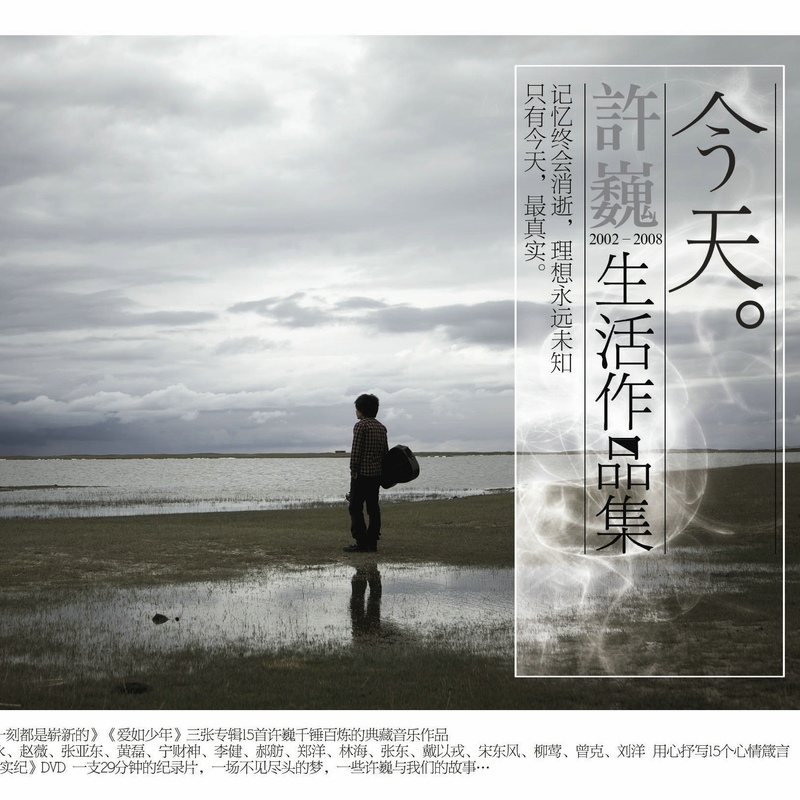 今天。
許巍
2002－2008
生活作品集
记忆终会消逝，理想永远未知
只有今天，最真实。
一刻都是崭新的》《爱如少年》三张专辑15首许巍千锤百炼的典藏音乐作品
、赵薇、张亚东、黄磊、宁财神、李健、郝舫、郑洋、林海、张东、戴以戎、宋东风、柳莺、曾克、刘洋 用心抒写15个心情箴言
实纪》DVD 一支29分钟的纪录片，一场不见尽头的梦，一些许巍与我们的故事…